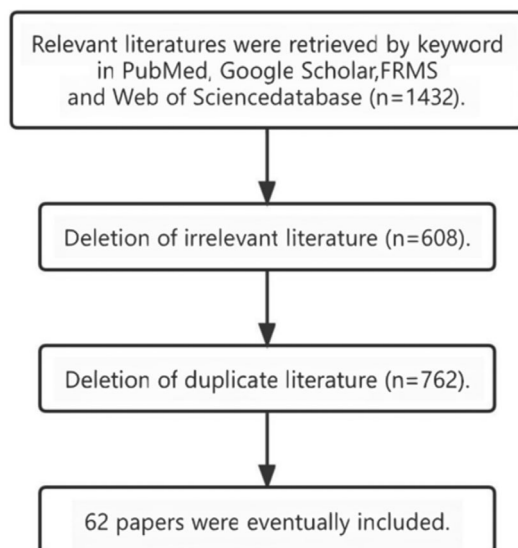 Relevant literatures were retrieved by keyword
in PubMed, Google Scholar,FRMS
and Web of Sciencedatabase (n=1432).
Deletion of irrelevant literature (n=608).
Deletion of duplicate literature (n=762).
62 papers were eventually included.